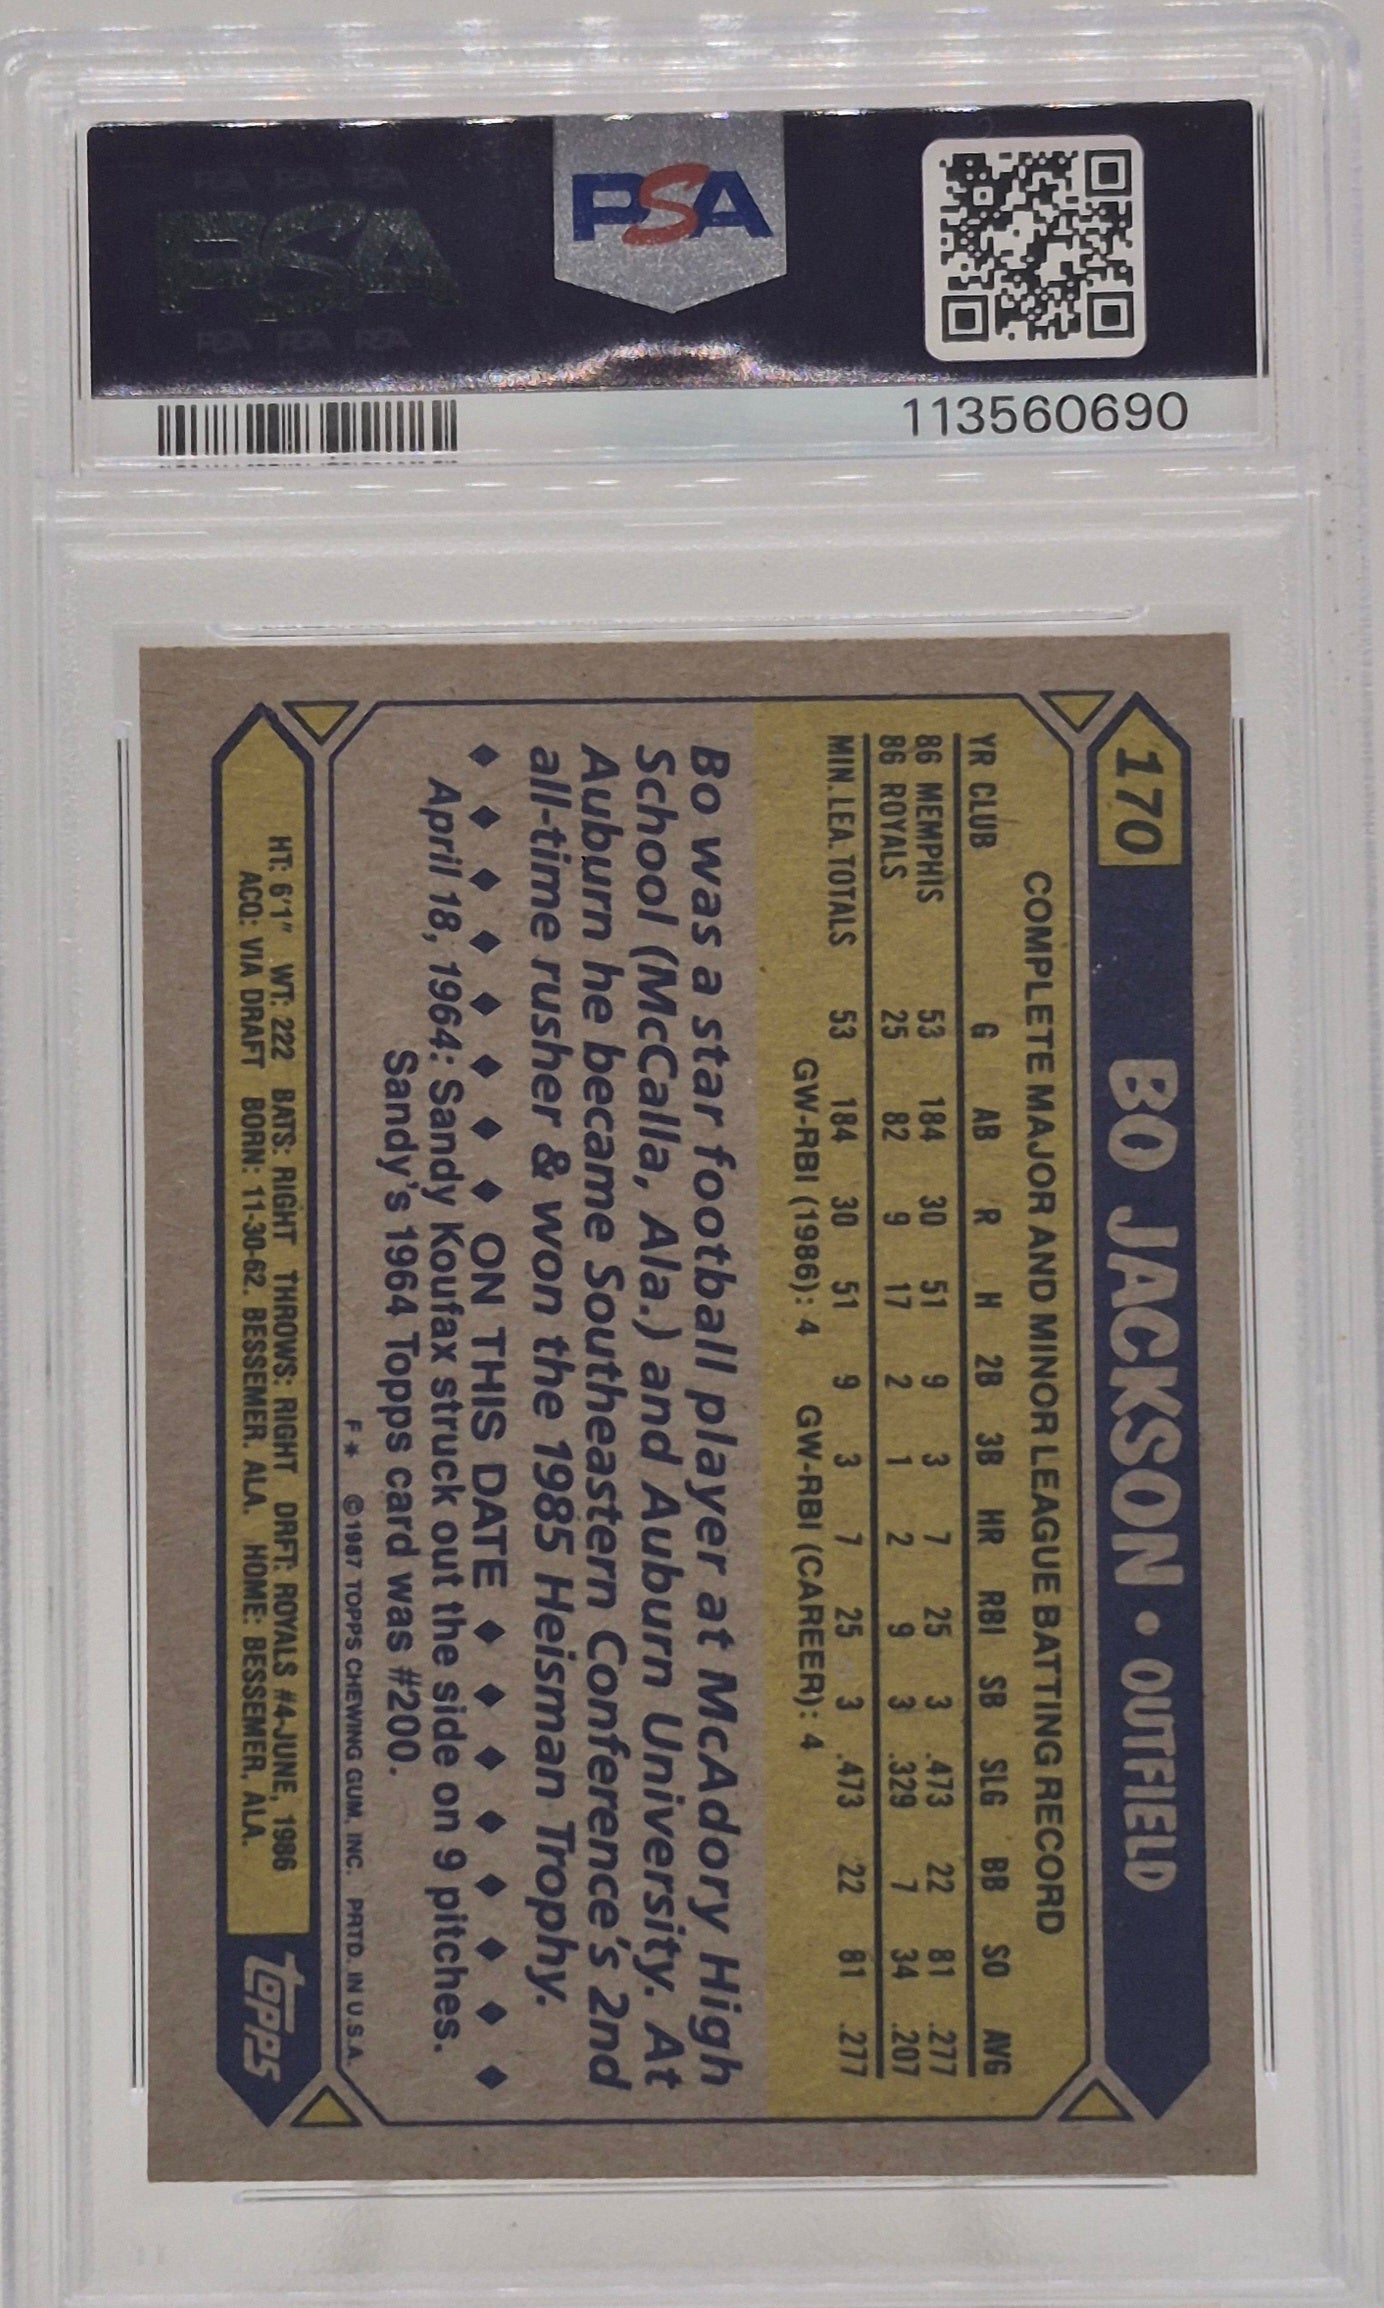 PSA
PSA
113560690
170 BO JACKSON • OUTFIELD
COMPLETE MAJOR AND MINOR LEAGUE BATTING RECORD
YR CLUB G AB R H 2B 3B HR RBI SB SLG BB SO AVG
86 MEMPHIS 53 184 30 51 9 3 7 25 3 .473 22 81 .277
86 ROYALS 25 82 9 17 2 1 2 9 3 .329 7 34 .207
MIN. LEA. TOTALS 53 184 30 51 9 3 7 25 3 .473 22 81 .277
GW-RBI (1986): 4 GW-RBI (CAREER): 4
Bo was a star football player at McAdory High
School (McCalla, Ala.) and Auburn University. At
Auburn he became Southeastern Conference's 2nd
all-time rusher & won the 1985 Heisman Trophy.
♦ ♦ ♦ ♦ ♦ ♦ ♦ ♦ ON THIS DATE ♦ ♦ ♦ ♦ ♦ ♦ ♦ ♦
April 18, 1964: Sandy Koufax struck out the side on 9 pitches.
Sandy's 1964 Topps card was #200.
F* ©1987 TOPPS CHEWING GUM, INC. PRTD. IN U.S.A.
HT: 6'1" WT: 222 BATS: RIGHT THROWS: RIGHT DRFT: ROYALS #4-JUNE, 1986
ACQ: VIA DRAFT BORN: 11-30-62, BESSEMER, ALA. HOME: BESSEMER, ALA.
topps